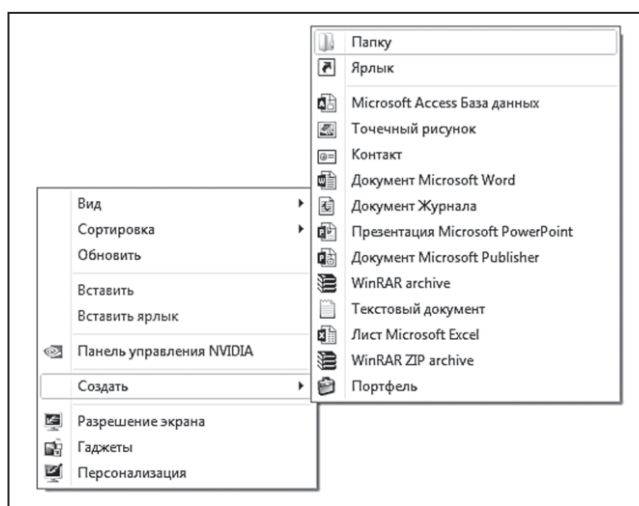 Вид
Сортировка
Обновить
Вставить
Вставить ярлык
Панель управления NVIDIA
Создать
Разрешение экрана
Гаджеты
Персонализация
Папку
Ярлык
Microsoft Access База данных
Точечный рисунок
Контакт
Документ Microsoft Word
Документ Журнала
Презентация Microsoft PowerPoint
Документ Microsoft Publisher
WinRAR archive
Текстовый документ
Лист Microsoft Excel
WinRAR ZIP archive
Портфель